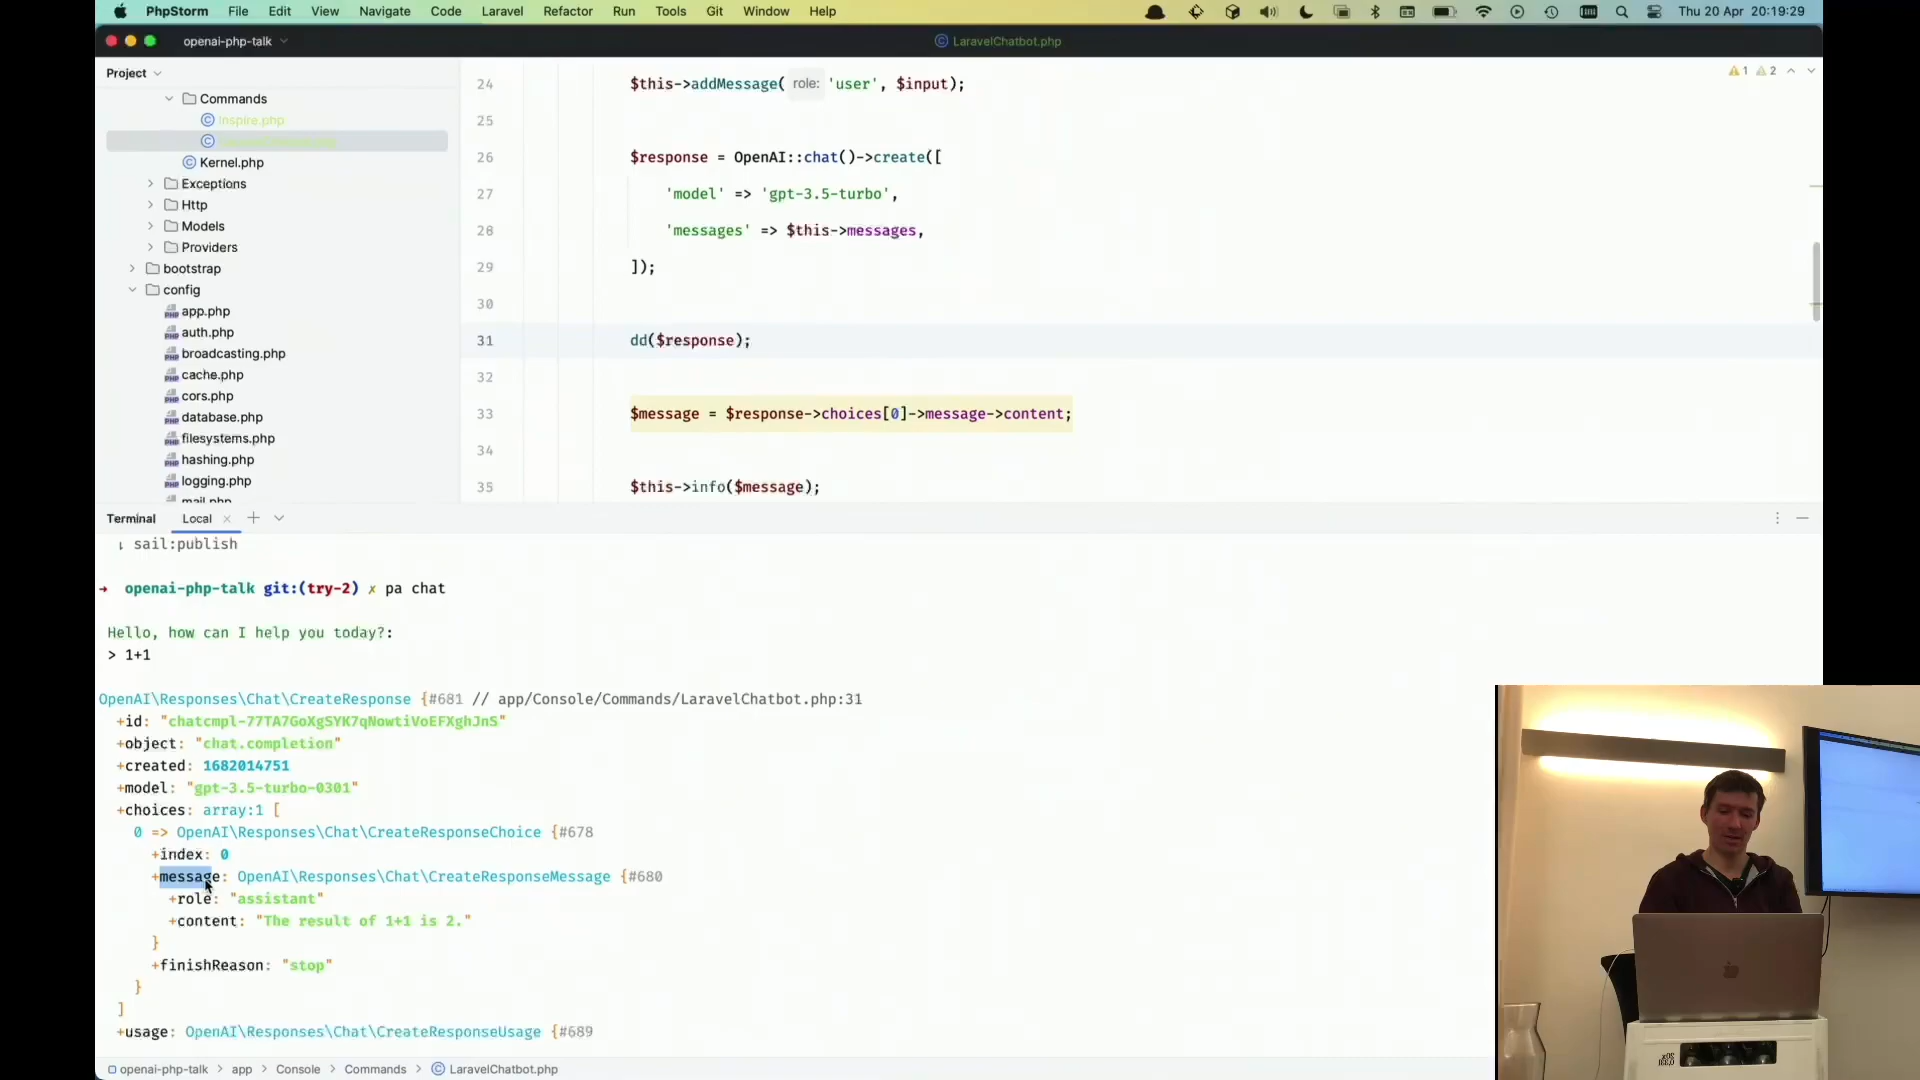 PhpStorm File Edit View Navigate Code Laravel Refactor Run Tools Git Window Help Thu 20 Apr 20:19:29
openai-php-talk LaravelChatbot.php
Project
Commands
Inspire.php
Kernel.php
Exceptions
Http
Models
Providers
bootstrap
config
app.php
auth.php
broadcasting.php
cache.php
cors.php
database.php
filesystems.php
hashing.php
logging.php
mail.php
1 2
24 $this->addMessage( role: 'user', $input);
25
26 $response = OpenAI::chat()->create([
27 'model' => 'gpt-3.5-turbo',
28 'messages' => $this->messages,
29 ]);
30
31 dd($response);
32
33 $message = $response->choices[0]->message->content;
34
35 $this->info($message);
Terminal Local
↓ sail:publish
→ openai-php-talk git:(try-2) ✗ pa chat
Hello, how can I help you today?:
> 1+1
OpenAI\Responses\Chat\CreateResponse {#681 // app/Console/Commands/LaravelChatbot.php:31
+id: "chatcmpl-77TA7GoXgSYK7qNowtiVoEFXghJnS"
+object: "chat.completion"
+created: 1682014751
+model: "gpt-3.5-turbo-0301"
+choices: array:1 [
0 => OpenAI\Responses\Chat\CreateResponseChoice {#678
+index: 0
+message: OpenAI\Responses\Chat\CreateResponseMessage {#680
+role: "assistant"
+content: "The result of 1+1 is 2."
}
+finishReason: "stop"
}
]
+usage: OpenAI\Responses\Chat\CreateResponseUsage {#689
openai-php-talk > app > Console > Commands > LaravelChatbot.php